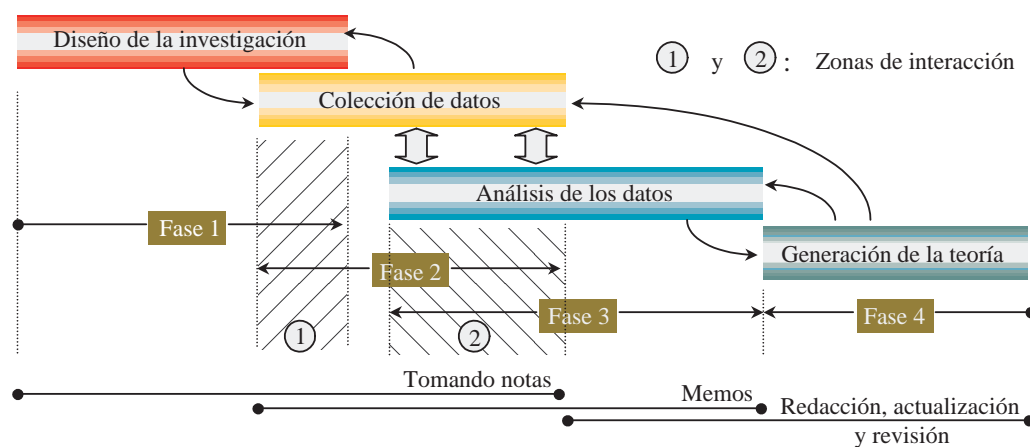 Diseño de la investigación
1 y 2 : Zonas de interacción
Colección de datos
Análisis de los datos
Fase 1
Generación de la teoría
Fase 2
Fase 3
Fase 4
1
2
Tomando notas
Memos
Redacción, actualización
y revisión